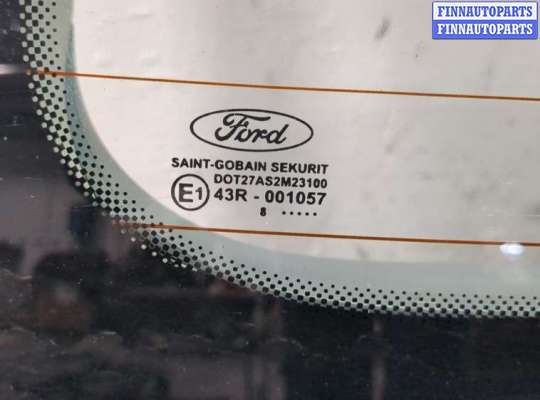 FINNAUTOPARTS
FINNAUTOPARTS
Ford
SAINT-GOBAIN SEKURIT
DOT27AS2M23100
E1 43R - 001057
8 .....